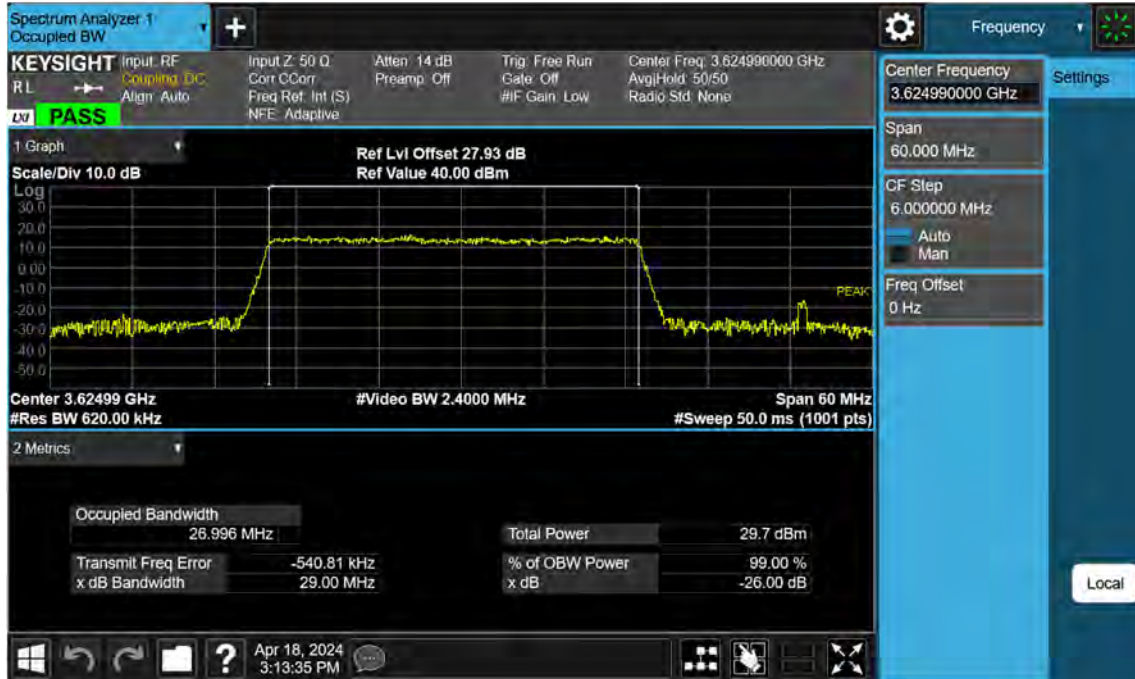 Spectrum Analyzer 1
Occupied BW
+
Frequency
KEYSIGHT
RL
LXI
PASS
Input: RF
Coupling: DC
Align: Auto
Input Z: 50 Ω
Corr CCorr
Freq Ref: Int (S)
NFE: Adaptive
Atten: 14 dB
Preamp: Off
Trig: Free Run
Gate: Off
#IF Gain: Low
Center Freq: 3.624990000 GHz
Avg|Hold: 50/50
Radio Std: None
Center Frequency
3.624990000 GHz
Settings
Span
60.000 MHz
CF Step
6.000000 MHz
Auto
Man
Freq Offset
0 Hz
Local
1 Graph
Scale/Div 10.0 dB
Ref Lvl Offset 27.93 dB
Ref Value 40.00 dBm
Log
30.0
20.0
10.0
0.00
-10.0
-20.0
-30.0
-40.0
-50.0
PEAK
Center 3.62499 GHz
#Video BW 2.4000 MHz
Span 60 MHz
#Res BW 620.00 kHz
#Sweep 50.0 ms (1001 pts)
2 Metrics
Occupied Bandwidth
26.996 MHz
Total Power 29.7 dBm
Transmit Freq Error -540.81 kHz
% of OBW Power 99.00 %
x dB Bandwidth 29.00 MHz
x dB -26.00 dB
?
Apr 18, 2024
3:13:35 PM